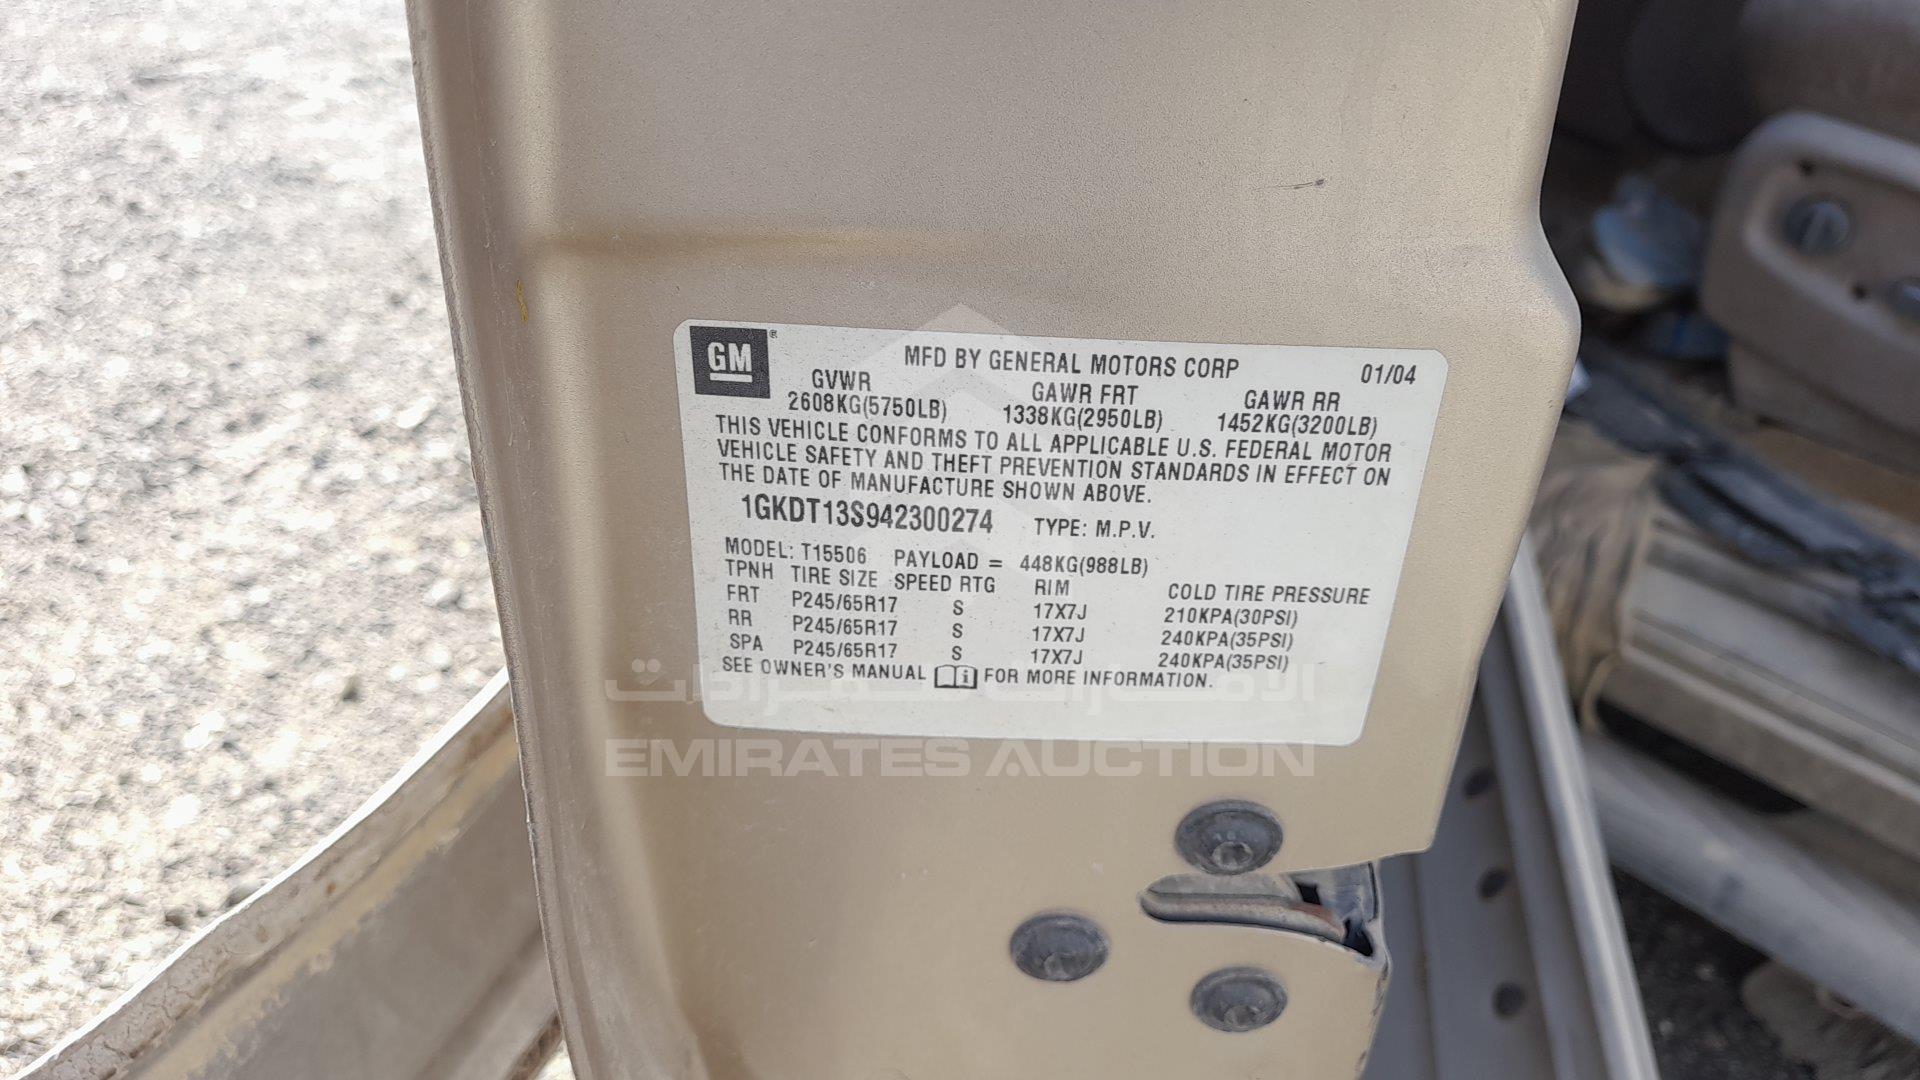 GM ®
MFD BY GENERAL MOTORS CORP 01/04
GVWR GAWR FRT GAWR RR
2608KG(5750LB) 1338KG(2950LB) 1452KG(3200LB)
THIS VEHICLE CONFORMS TO ALL APPLICABLE U.S. FEDERAL MOTOR
VEHICLE SAFETY AND THEFT PREVENTION STANDARDS IN EFFECT ON
THE DATE OF MANUFACTURE SHOWN ABOVE.
1GKDT13S942300274 TYPE: M.P.V.
MODEL: T15506 PAYLOAD = 448KG(988LB)
TPNH TIRE SIZE SPEED RTG RIM COLD TIRE PRESSURE
FRT P245/65R17 S 17X7J 210KPA(30PSI)
RR P245/65R17 S 17X7J 240KPA(35PSI)
SPA P245/65R17 S 17X7J 240KPA(35PSI)
SEE OWNER'S MANUAL i FOR MORE INFORMATION.
الإمارات للمزادات
EMIRATES AUCTION